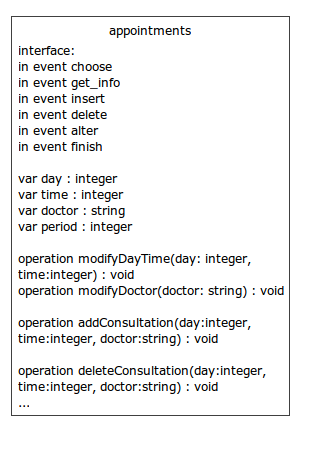 appointments
interface:
in event choose
in event get_info
in event insert
in event delete
in event alter
in event finish
var day : integer
var time : integer
var doctor : string
var period : integer
operation modifyDayTime(day: integer,
time:integer) : void
operation modifyDoctor(doctor: string) : void
operation addConsultation(day:integer,
time:integer, doctor:string) : void
operation deleteConsultation(day:integer,
time:integer, doctor:string) : void
...